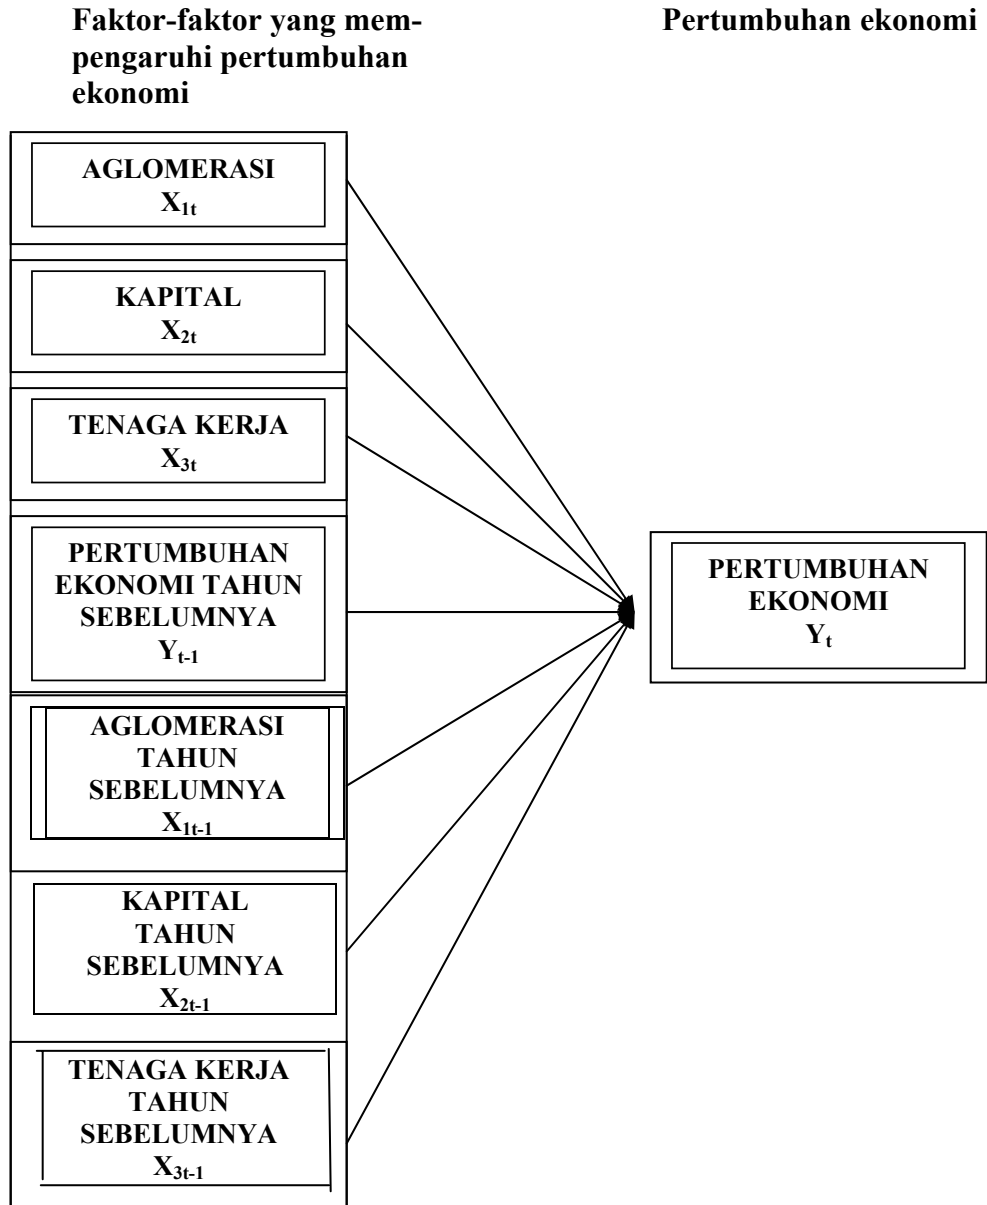 Faktor-faktor yang mem-
pengaruhi pertumbuhan
ekonomi
Pertumbuhan ekonomi
AGLOMERASI
X1t
KAPITAL
X2t
TENAGA KERJA
X3t
PERTUMBUHAN
EKONOMI TAHUN
SEBELUMNYA
Yt-1
AGLOMERASI
TAHUN
SEBELUMNYA
X1t-1
KAPITAL
TAHUN
SEBELUMNYA
X2t-1
TENAGA KERJA
TAHUN
SEBELUMNYA
X3t-1
PERTUMBUHAN
EKONOMI
Yt